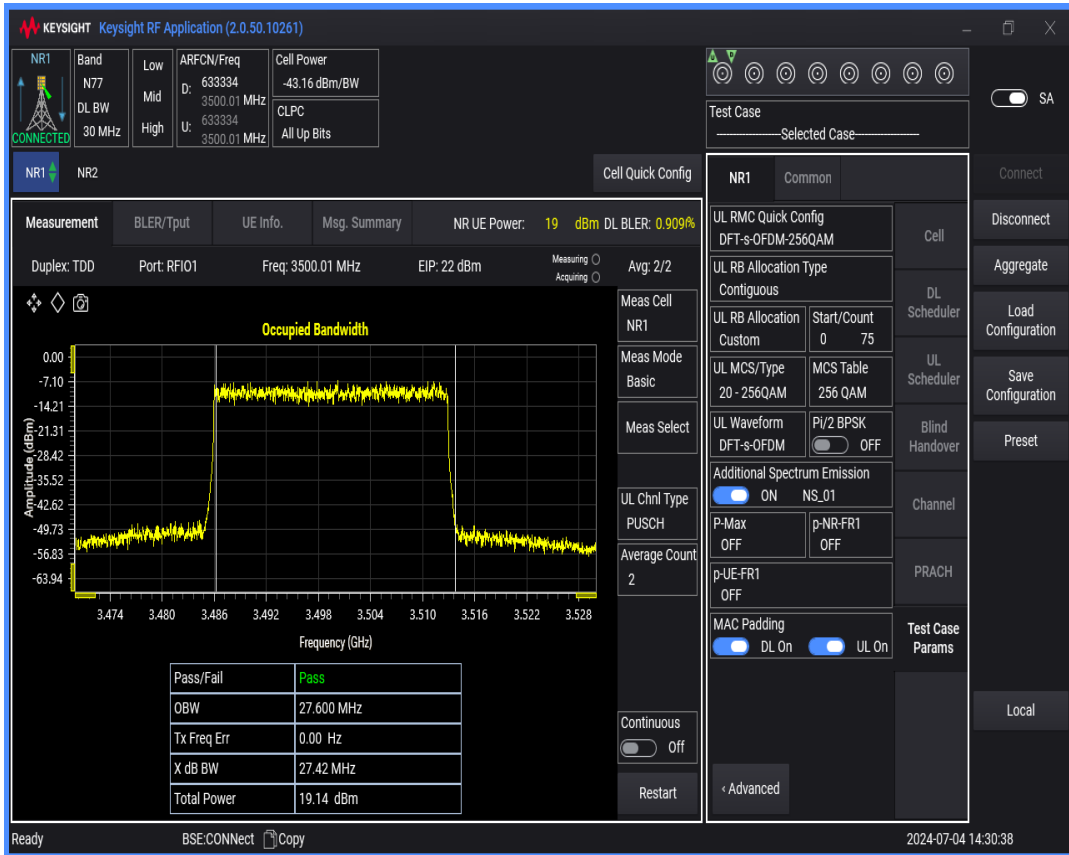 KEYSIGHT Keysight RF Application (2.0.50.10261)
NR1
CONNECTED
Band
N77
DL BW
30 MHz
Low
Mid
High
ARFCN/Freq
D: 633334
3500.01 MHz
U: 633334
3500.01 MHz
Cell Power
-43.16 dBm/BW
CLPC
All Up Bits
Test Case
-----------------Selected Case-----------------
SA
NR1 NR2 Cell Quick Config
Measurement BLER/Tput UE Info. Msg. Summary NR UE Power: 19 dBm DL BLER: 0.909%
Duplex: TDD Port: RFIO1 Freq: 3500.01 MHz EIP: 22 dBm Measuring Acquiring Avg: 2/2
Occupied Bandwidth
Amplitude (dBm)
0.00
-7.10
-14.21
-21.31
-28.42
-35.52
-42.62
-49.73
-56.83
-63.94
3.474 3.480 3.486 3.492 3.498 3.504 3.510 3.516 3.522 3.528
Frequency (GHz)
Pass/Fail Pass
OBW 27.600 MHz
Tx Freq Err 0.00 Hz
X dB BW 27.42 MHz
Total Power 19.14 dBm
Meas Cell
NR1
Meas Mode
Basic
Meas Select
UL Chnl Type
PUSCH
Average Count
2
Continuous
Off
Restart
NR1 Common
UL RMC Quick Config
DFT-s-OFDM-256QAM
UL RB Allocation Type
Contiguous
UL RB Allocation Start/Count
Custom 0 75
UL MCS/Type MCS Table
20 - 256QAM 256 QAM
UL Waveform Pi/2 BPSK
DFT-s-OFDM OFF
Additional Spectrum Emission
ON NS_01
P-Max p-NR-FR1
OFF OFF
p-UE-FR1
OFF
MAC Padding
DL On UL On
‹ Advanced
Cell
DL
Scheduler
UL
Scheduler
Blind
Handover
Channel
PRACH
Test Case
Params
Connect
Disconnect
Aggregate
Load
Configuration
Save
Configuration
Preset
Local
Ready BSE:CONNect Copy 2024-07-04 14:30:38